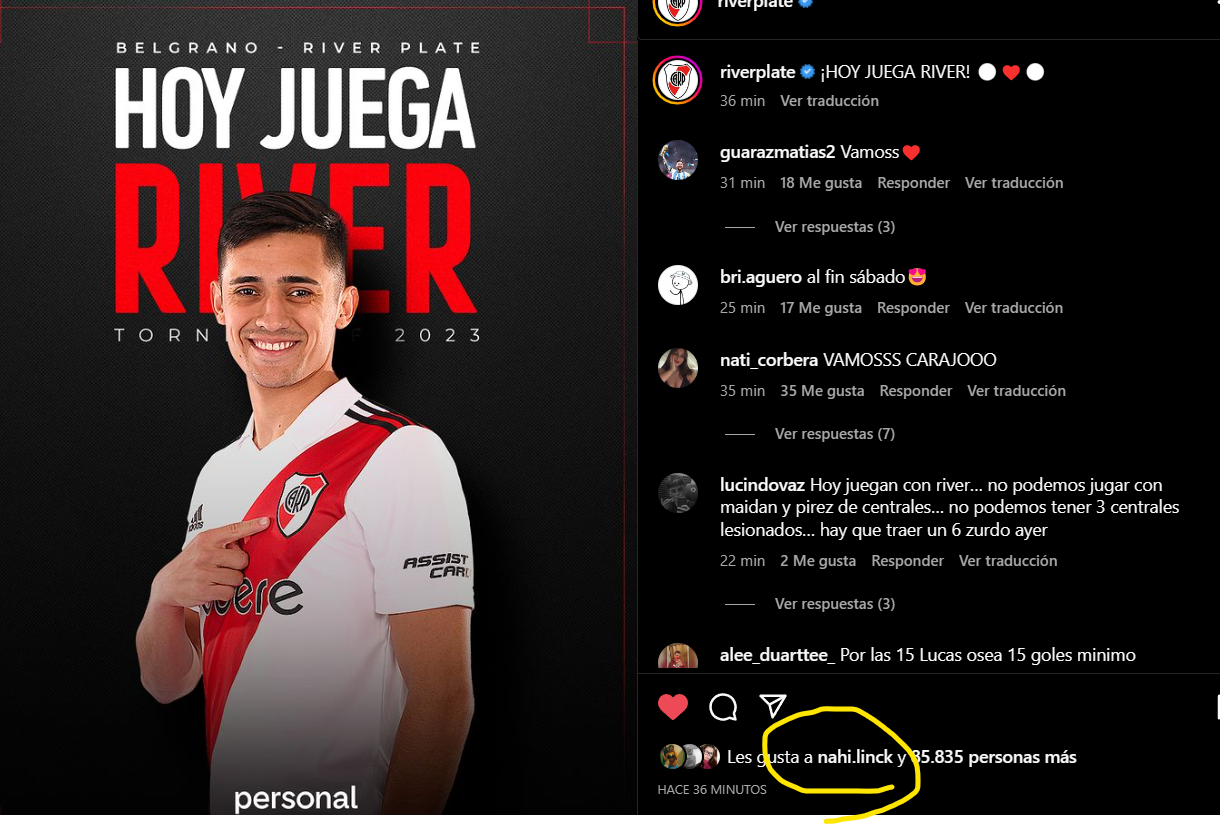 BELGRANO - RIVER PLATE
HOY JUEGA
RIVER
TORN F 2023
adidas
CARP
ASSIST
CARD
personal
riverplate
riverplate ¡HOY JUEGA RIVER! ⚪❤️⚪
36 min Ver traducción
guarazmatias2 Vamoss❤️
31 min 18 Me gusta Responder Ver traducción
Ver respuestas (3)
bri.aguero al fin sábado😍
25 min 17 Me gusta Responder Ver traducción
nati_corbera VAMOSSS CARAJOOO
35 min 35 Me gusta Responder Ver traducción
Ver respuestas (7)
lucindovaz Hoy juegan con river... no podemos jugar con
maidan y pirez de centrales... no podemos tener 3 centrales
lesionados... hay que traer un 6 zurdo ayer
22 min 2 Me gusta Responder Ver traducción
Ver respuestas (3)
alee_duarttee_ Por las 15 Lucas osea 15 goles minimo
Les gusta a nahi.linck y 35.835 personas más
HACE 36 MINUTOS